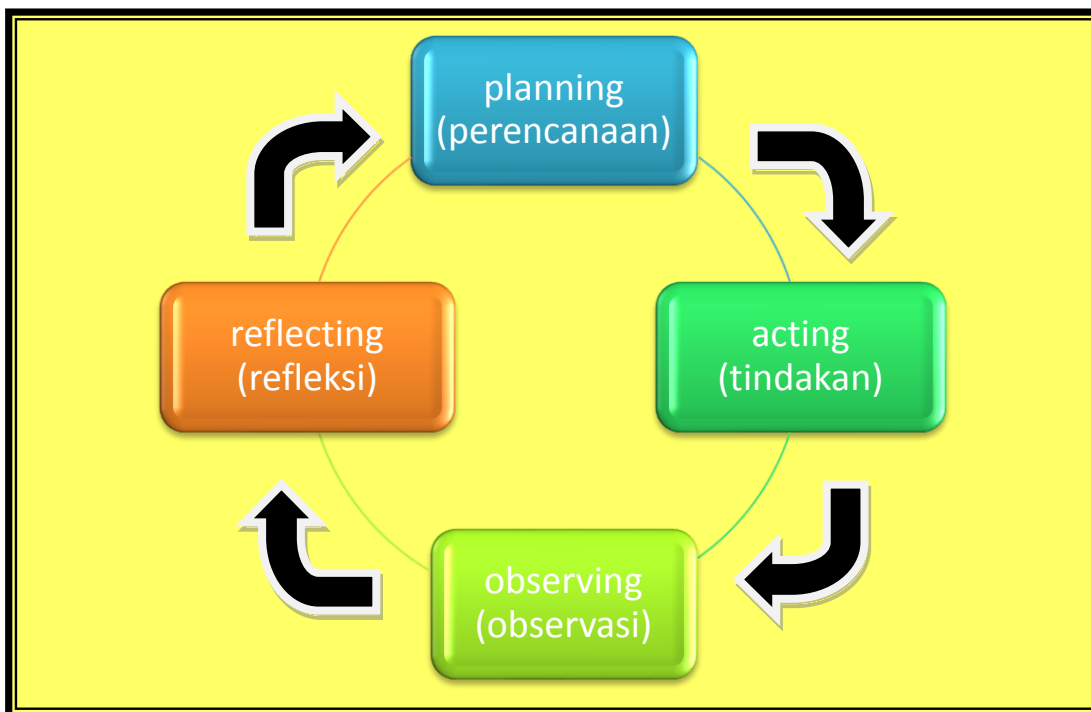 planning
(perencanaan)
acting
(tindakan)
observing
(observasi)
reflecting
(refleksi)